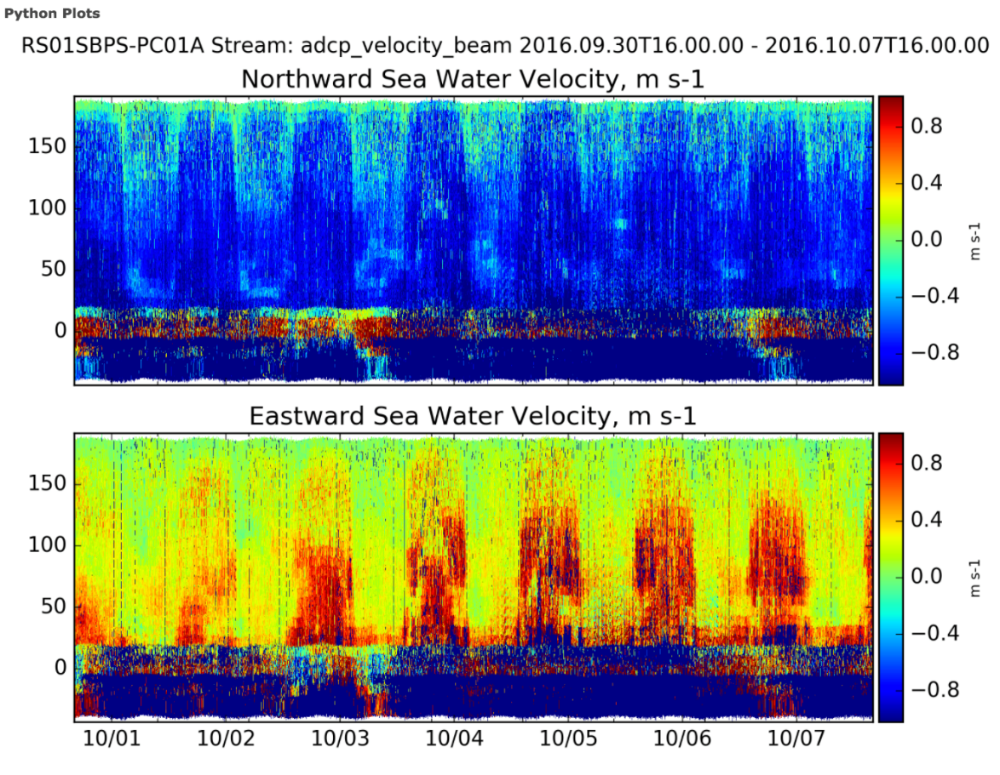 Python Plots
RS01SBPS-PC01A Stream: adcp_velocity_beam 2016.09.30T16.00.00 - 2016.10.07T16.00.00
Northward Sea Water Velocity, m s-1
150
100
50
0
0.8
0.4
0.0
−0.4
−0.8
m s-1
Eastward Sea Water Velocity, m s-1
150
100
50
0
0.8
0.4
0.0
−0.4
−0.8
m s-1
10/01 10/02 10/03 10/04 10/05 10/06 10/07